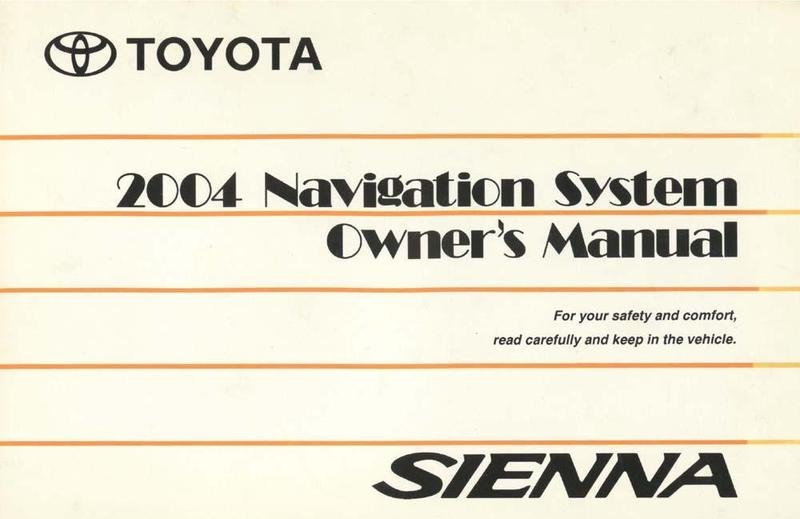 TOYOTA
2004 Navigation System
Owner's Manual
For your safety and comfort,
read carefully and keep in the vehicle.
SIENNA